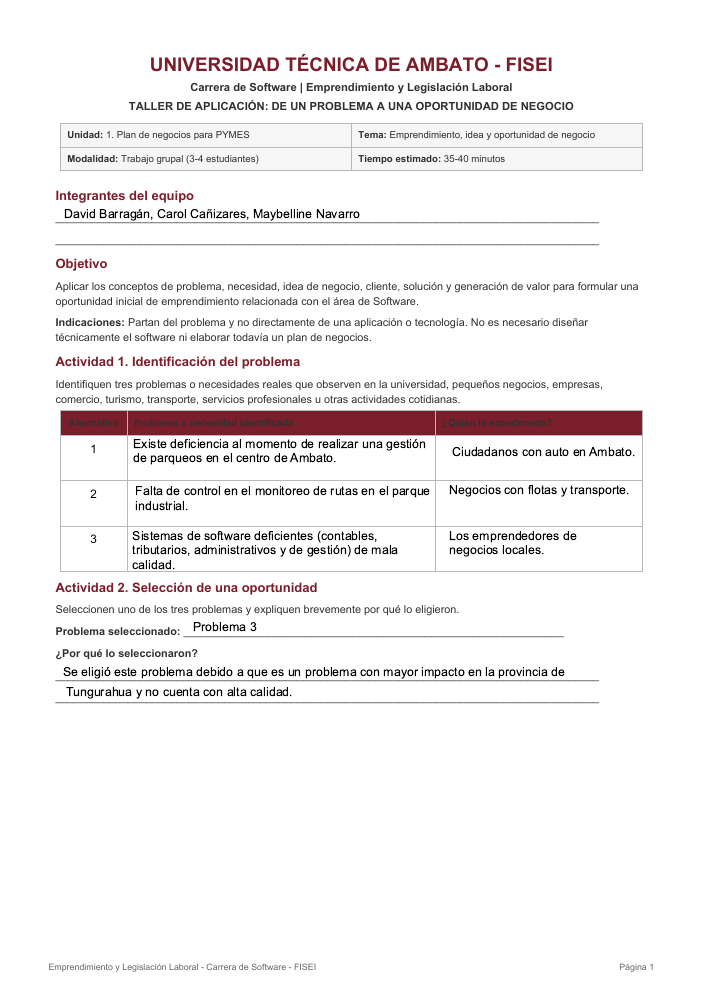 UNIVERSIDAD TÉCNICA DE AMBATO - FISEI
Carrera de Software | Emprendimiento y Legislación Laboral
TALLER DE APLICACIÓN: DE UN PROBLEMA A UNA OPORTUNIDAD DE NEGOCIO
Unidad: 1. Plan de negocios para PYMES
Tema: Emprendimiento, idea y oportunidad de negocio
Modalidad: Trabajo grupal (3-4 estudiantes)
Tiempo estimado: 35-40 minutos
Integrantes del equipo
David Barragán, Carol Cañizares, Maybelline Navarro
Objetivo
Aplicar los conceptos de problema, necesidad, idea de negocio, cliente, solución y generación de valor para formular una
oportunidad inicial de emprendimiento relacionada con el área de Software.
Indicaciones: Partan del problema y no directamente de una aplicación o tecnología. No es necesario diseñar
técnicamente el software ni elaborar todavía un plan de negocios.
Actividad 1. Identificación del problema
Identifiquen tres problemas o necesidades reales que observen en la universidad, pequeños negocios, empresas,
comercio, turismo, transporte, servicios profesionales u otras actividades cotidianas.
Alternativa
Problema o necesidad identificada
¿Quién lo experimenta?
1
Existe deficiencia al momento de realizar una gestión
de parqueos en el centro de Ambato.
Ciudadanos con auto en Ambato.
2
Falta de control en el monitoreo de rutas en el parque
industrial.
Negocios con flotas y transporte.
3
Sistemas de software deficientes (contables,
tributarios, administrativos y de gestión) de mala
calidad.
Los emprendedores de
negocios locales.
Actividad 2. Selección de una oportunidad
Seleccionen uno de los tres problemas y expliquen brevemente por qué lo eligieron.
Problema seleccionado: Problema 3
¿Por qué lo seleccionaron?
Se eligió este problema debido a que es un problema con mayor impacto en la provincia de
Tungurahua y no cuenta con alta calidad.
Emprendimiento y Legislación Laboral - Carrera de Software - FISEI
Página 1